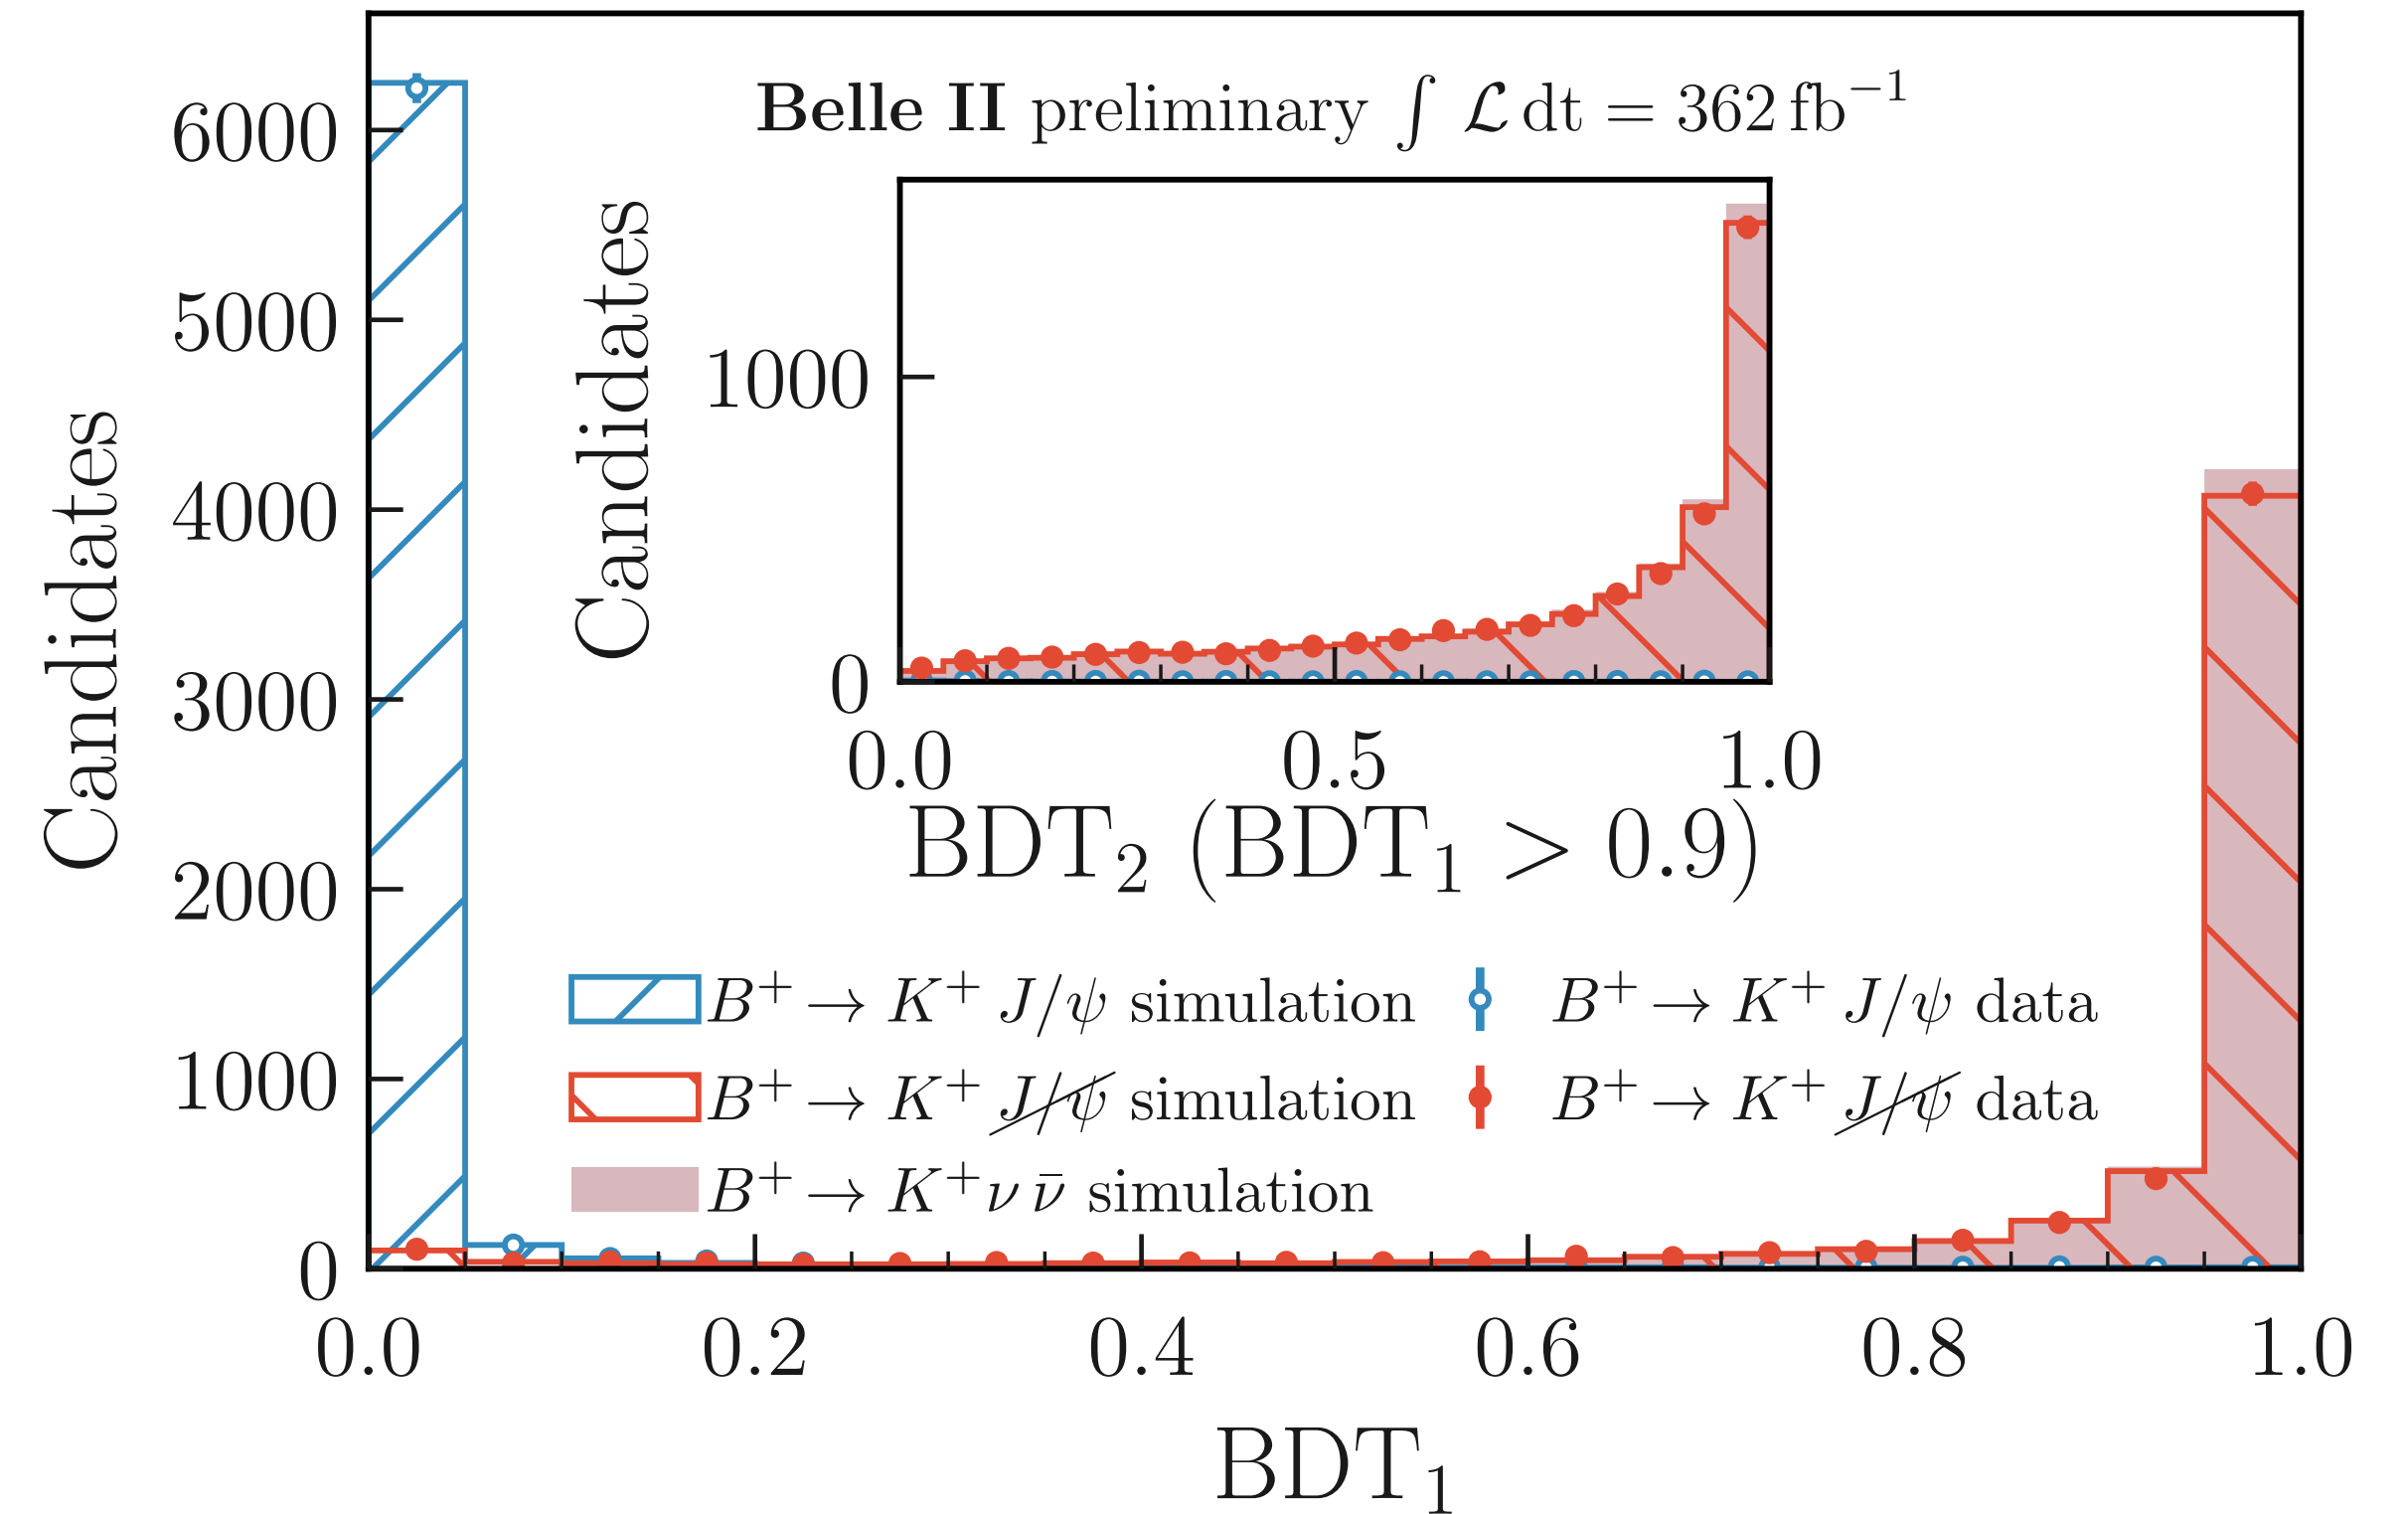 Belle II preliminary ∫ ℒ dt = 362 fb⁻¹
Candidates
6000
5000
4000
3000
2000
1000
0
Candidates
1000
0
0.0 0.5 1.0
BDT₂ (BDT₁ > 0.9)
B⁺ → K⁺ J/ψ simulation
B⁺ → K⁺ J̸/̸ψ̸ simulation
B⁺ → K⁺ν ν̄ simulation
B⁺ → K⁺ J/ψ data
B⁺ → K⁺ J̸/̸ψ̸ data
0.0 0.2 0.4 0.6 0.8 1.0
BDT₁